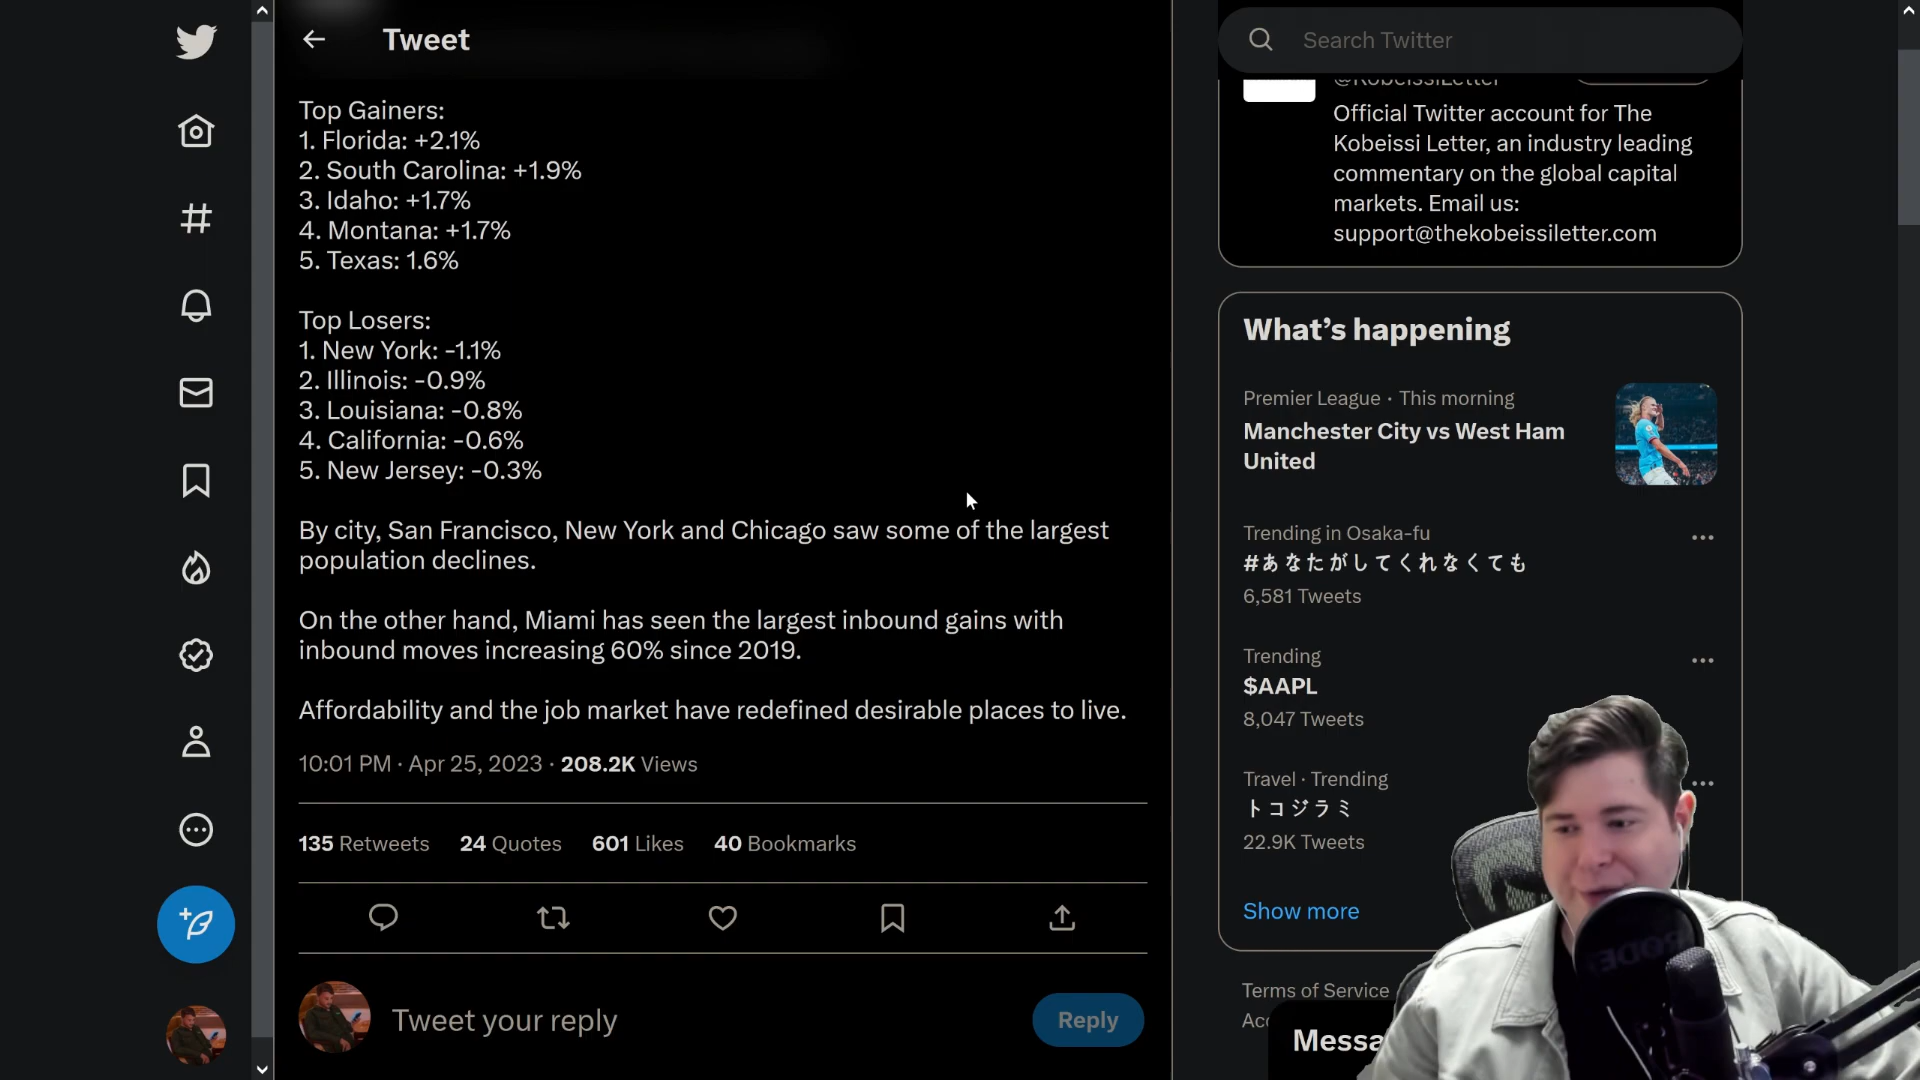 Tweet
Top Gainers:
1. Florida: +2.1%
2. South Carolina: +1.9%
3. Idaho: +1.7%
4. Montana: +1.7%
5. Texas: 1.6%
Top Losers:
1. New York: -1.1%
2. Illinois: -0.9%
3. Louisiana: -0.8%
4. California: -0.6%
5. New Jersey: -0.3%
By city, San Francisco, New York and Chicago saw some of the largest
population declines.
On the other hand, Miami has seen the largest inbound gains with
inbound moves increasing 60% since 2019.
Affordability and the job market have redefined desirable places to live.
10:01 PM · Apr 25, 2023 · 208.2K Views
135 Retweets 24 Quotes 601 Likes 40 Bookmarks
Tweet your reply
Reply
Search Twitter
@KobeissiLetter
Official Twitter account for The
Kobeissi Letter, an industry leading
commentary on the global capital
markets. Email us:
support@thekobeissiletter.com
What's happening
Premier League · This morning
Manchester City vs West Ham
United
Trending in Osaka-fu
#あなたがしてくれなくても
6,581 Tweets
Trending
$AAPL
8,047 Tweets
Travel · Trending
トコジラミ
22.9K Tweets
Show more
Terms of Service
RODE